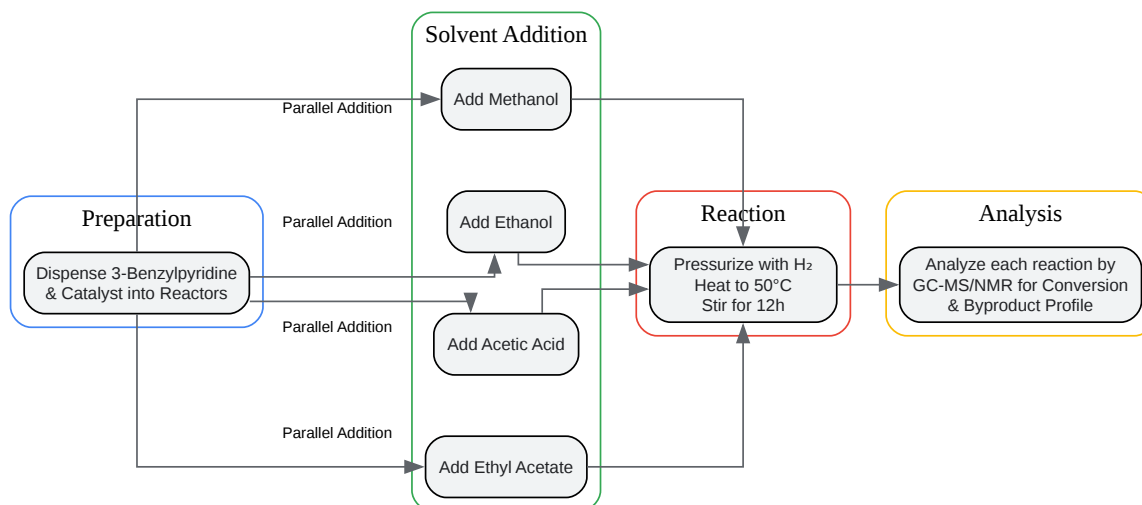 Solvent Addition
Add Methanol
Parallel Addition
Add Ethanol
Parallel Addition
Preparation
Reaction
Analysis
Dispense 3-Benzylpyridine
& Catalyst into Reactors
Pressurize with H₂
Heat to 50°C
Stir for 12h
Analyze each reaction by
GC-MS/NMR for Conversion
& Byproduct Profile
Parallel Addition
Add Acetic Acid
Parallel Addition
Add Ethyl Acetate